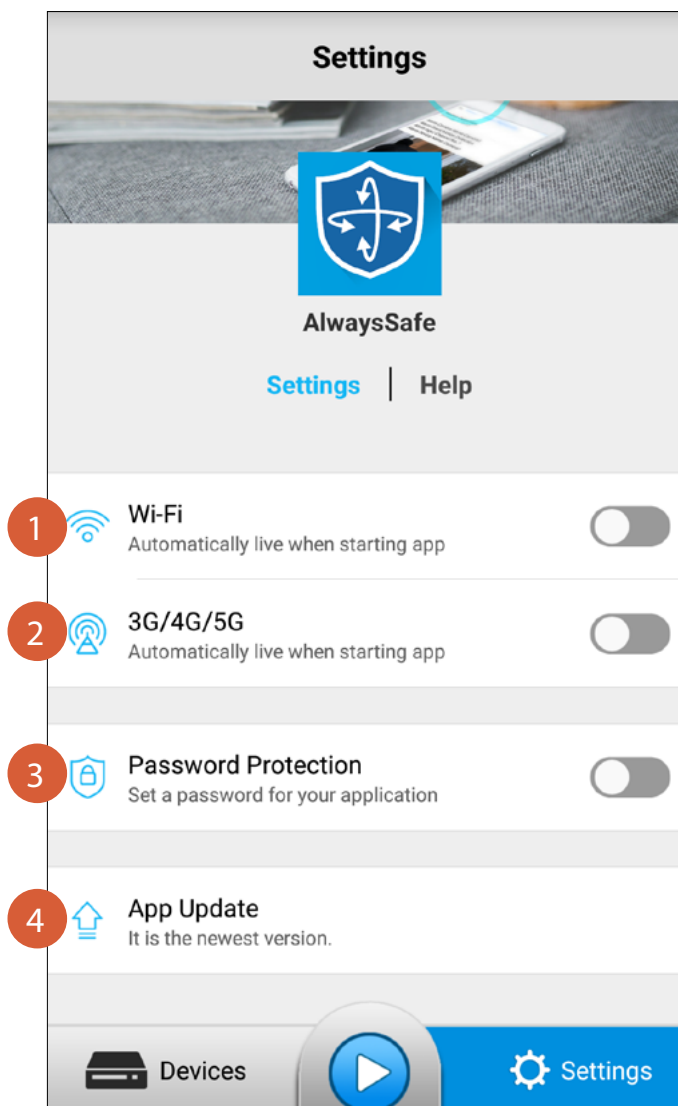 Settings
AlwaysSafe
Settings | Help
1 Wi-Fi
Automatically live when starting app
2 3G/4G/5G
Automatically live when starting app
3 Password Protection
Set a password for your application
4 App Update
It is the newest version.
Devices Settings